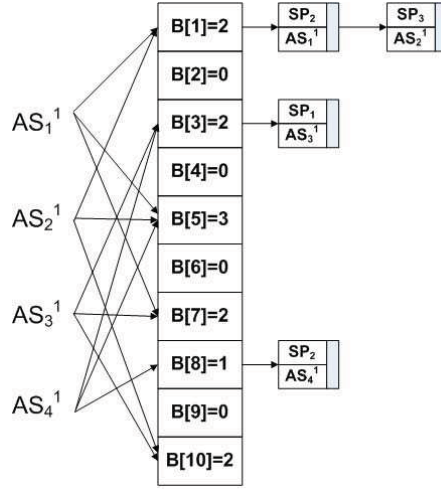 B[1]=2
SP₂
AS₁¹
SP₃
AS₂¹
B[2]=0
AS₁¹
B[3]=2
SP₁
AS₃¹
B[4]=0
AS₂¹
B[5]=3
B[6]=0
AS₃¹
B[7]=2
B[8]=1
SP₂
AS₄¹
AS₄¹
B[9]=0
B[10]=2